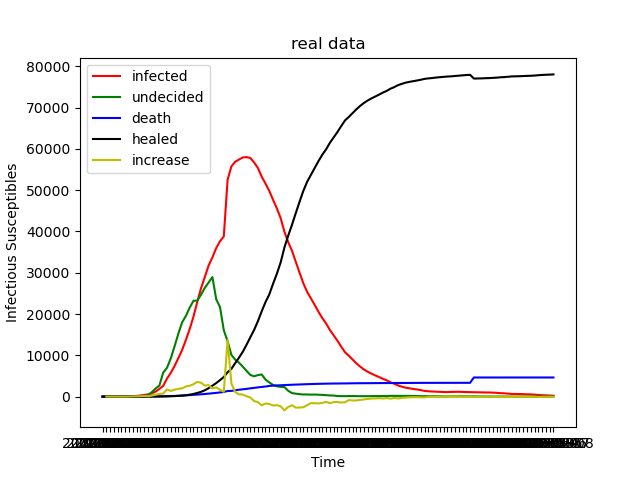 real data
80000
70000
60000
50000
40000
30000
20000
10000
0
Infectious Susceptibles
infected
undecided
death
healed
increase
Time